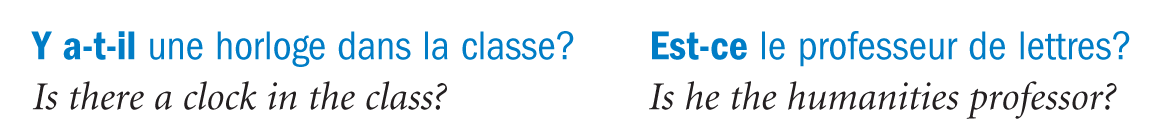 Y a-t-il une horloge dans la classe?
Is there a clock in the class?
Est-ce le professeur de lettres?
Is he the humanities professor?